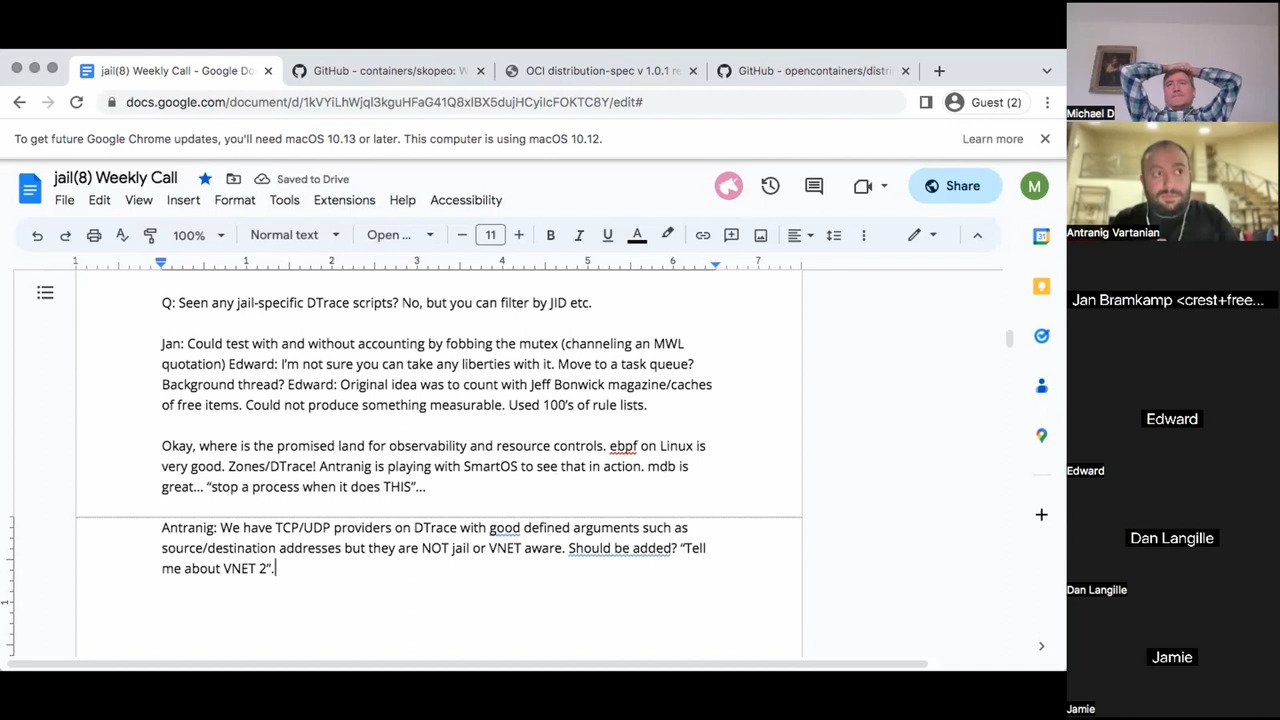 jail(8) Weekly Call - Google Do
GitHub - containers/skopeo: W
OCI distribution-spec v 1.0.1 re
GitHub - opencontainers/distri
docs.google.com/document/d/1kVYiLhWjqI3kguHFaG41Q8xIBX5dujHCyiIcFOKTC8Y/edit#
Guest (2)
To get future Google Chrome updates, you'll need macOS 10.13 or later. This computer is using macOS 10.12.
Learn more
jail(8) Weekly Call
Saved to Drive
File Edit View Insert Format Tools Extensions Help Accessibility
Share
M
100% Normal text Open ... 11 B I U A
1 1 2 3 4 5 6 7
Q: Seen any jail-specific DTrace scripts? No, but you can filter by JID etc.
Jan: Could test with and without accounting by fobbing the mutex (channeling an MWL
quotation) Edward: I'm not sure you can take any liberties with it. Move to a task queue?
Background thread? Edward: Original idea was to count with Jeff Bonwick magazine/caches
of free items. Could not produce something measurable. Used 100's of rule lists.
Okay, where is the promised land for observability and resource controls. ebpf on Linux is
very good. Zones/DTrace! Antranig is playing with SmartOS to see that in action. mdb is
great... “stop a process when it does THIS”...
Antranig: We have TCP/UDP providers on DTrace with good defined arguments such as
source/destination addresses but they are NOT jail or VNET aware. Should be added? “Tell
me about VNET 2”.
1
31
Michael D
Antranig Vartanian
Jan Bramkamp <crest+free...
Edward
Edward
Dan Langille
Dan Langille
Jamie
Jamie